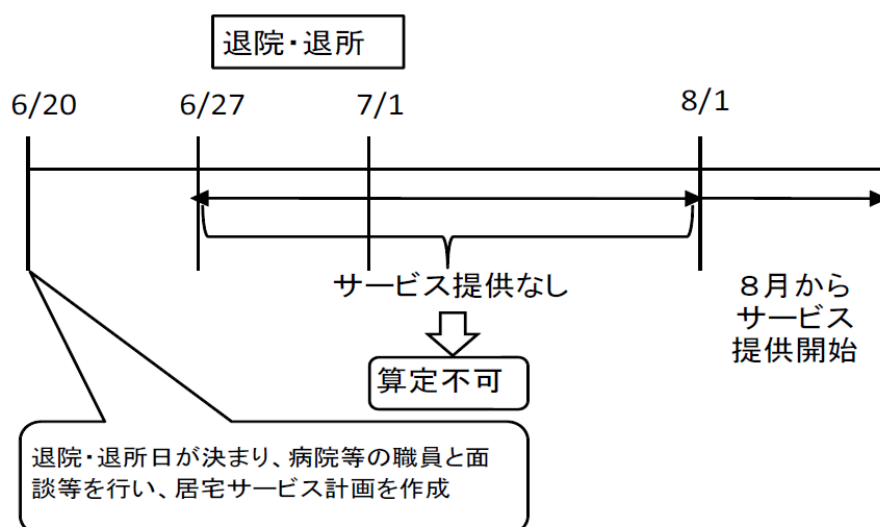 退院・退所
6/20
6/27
7/1
8/1
サービス提供なし
算定不可
８月から
サービス
提供開始
退院・退所日が決まり、病院等の職員と面
談等を行い、居宅サービス計画を作成